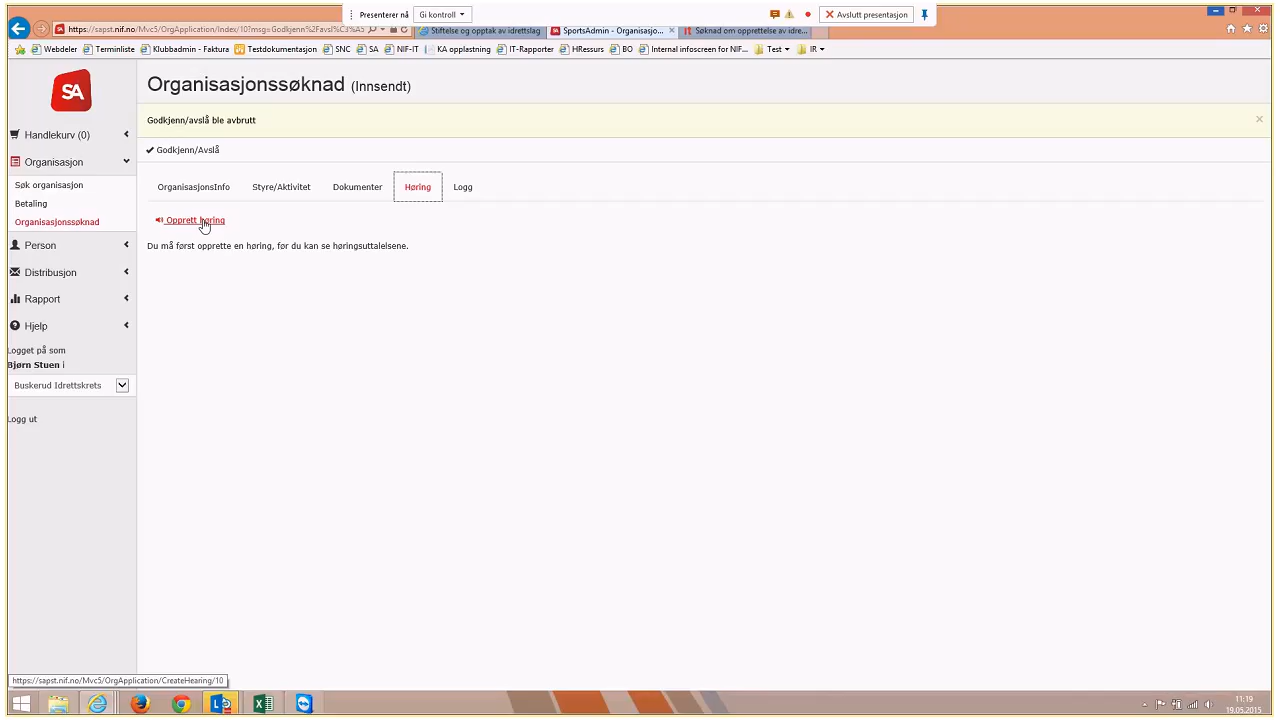 Presenterer nå Gi kontroll Avslutt presentasjon
https://sapst.nif.no/Mvc5/OrgApplication/Index/10?msg=Godkjenn%2Favsl%C3%A5 Stiftelse og opptak av idrettslag SportsAdmin - Organisasjo... Søknad om opprettelse av idre...
Webdeler Terminliste Klubbadmin - Faktura Testdokumentasjon SNC SA NIF-IT KA opplastning IT-Rapporter HRessurs BO Internal infoscreen for NIF... Test IR
SA
Organisasjonssøknad (Innsendt)
Godkjenn/avslå ble avbrutt
Godkjenn/Avslå
OrganisasjonsInfo Styre/Aktivitet Dokumenter Høring Logg
Opprett høring
Du må først opprette en høring, før du kan se høringsuttalelsene.
Handlekurv (0)
Organisasjon
Søk organisasjon
Betaling
Organisasjonssøknad
Person
Distribusjon
Rapport
Hjelp
Logget på som
Bjørn Stuen i
Buskerud Idrettskrets
Logg ut
https://sapst.nif.no/Mvc5/OrgApplication/CreateHearing/10
11:19
19.05.2015